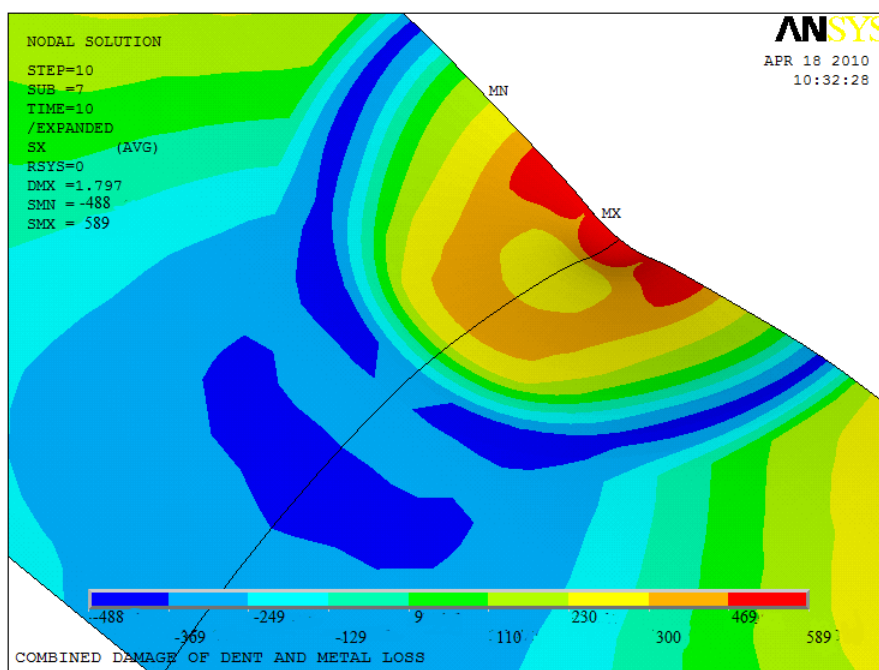 NODAL SOLUTION
STEP=10
SUB =7
TIME=10
/EXPANDED
SX (AVG)
RSYS=0
DMX =1.797
SMN =-488
SMX = 589
ANSYS
APR 18 2010
10:32:28
MN
MX
-488 -249 9 230 469
-369 -129 110 300 589
COMBINED DAMAGE OF DENT AND METAL LOSS